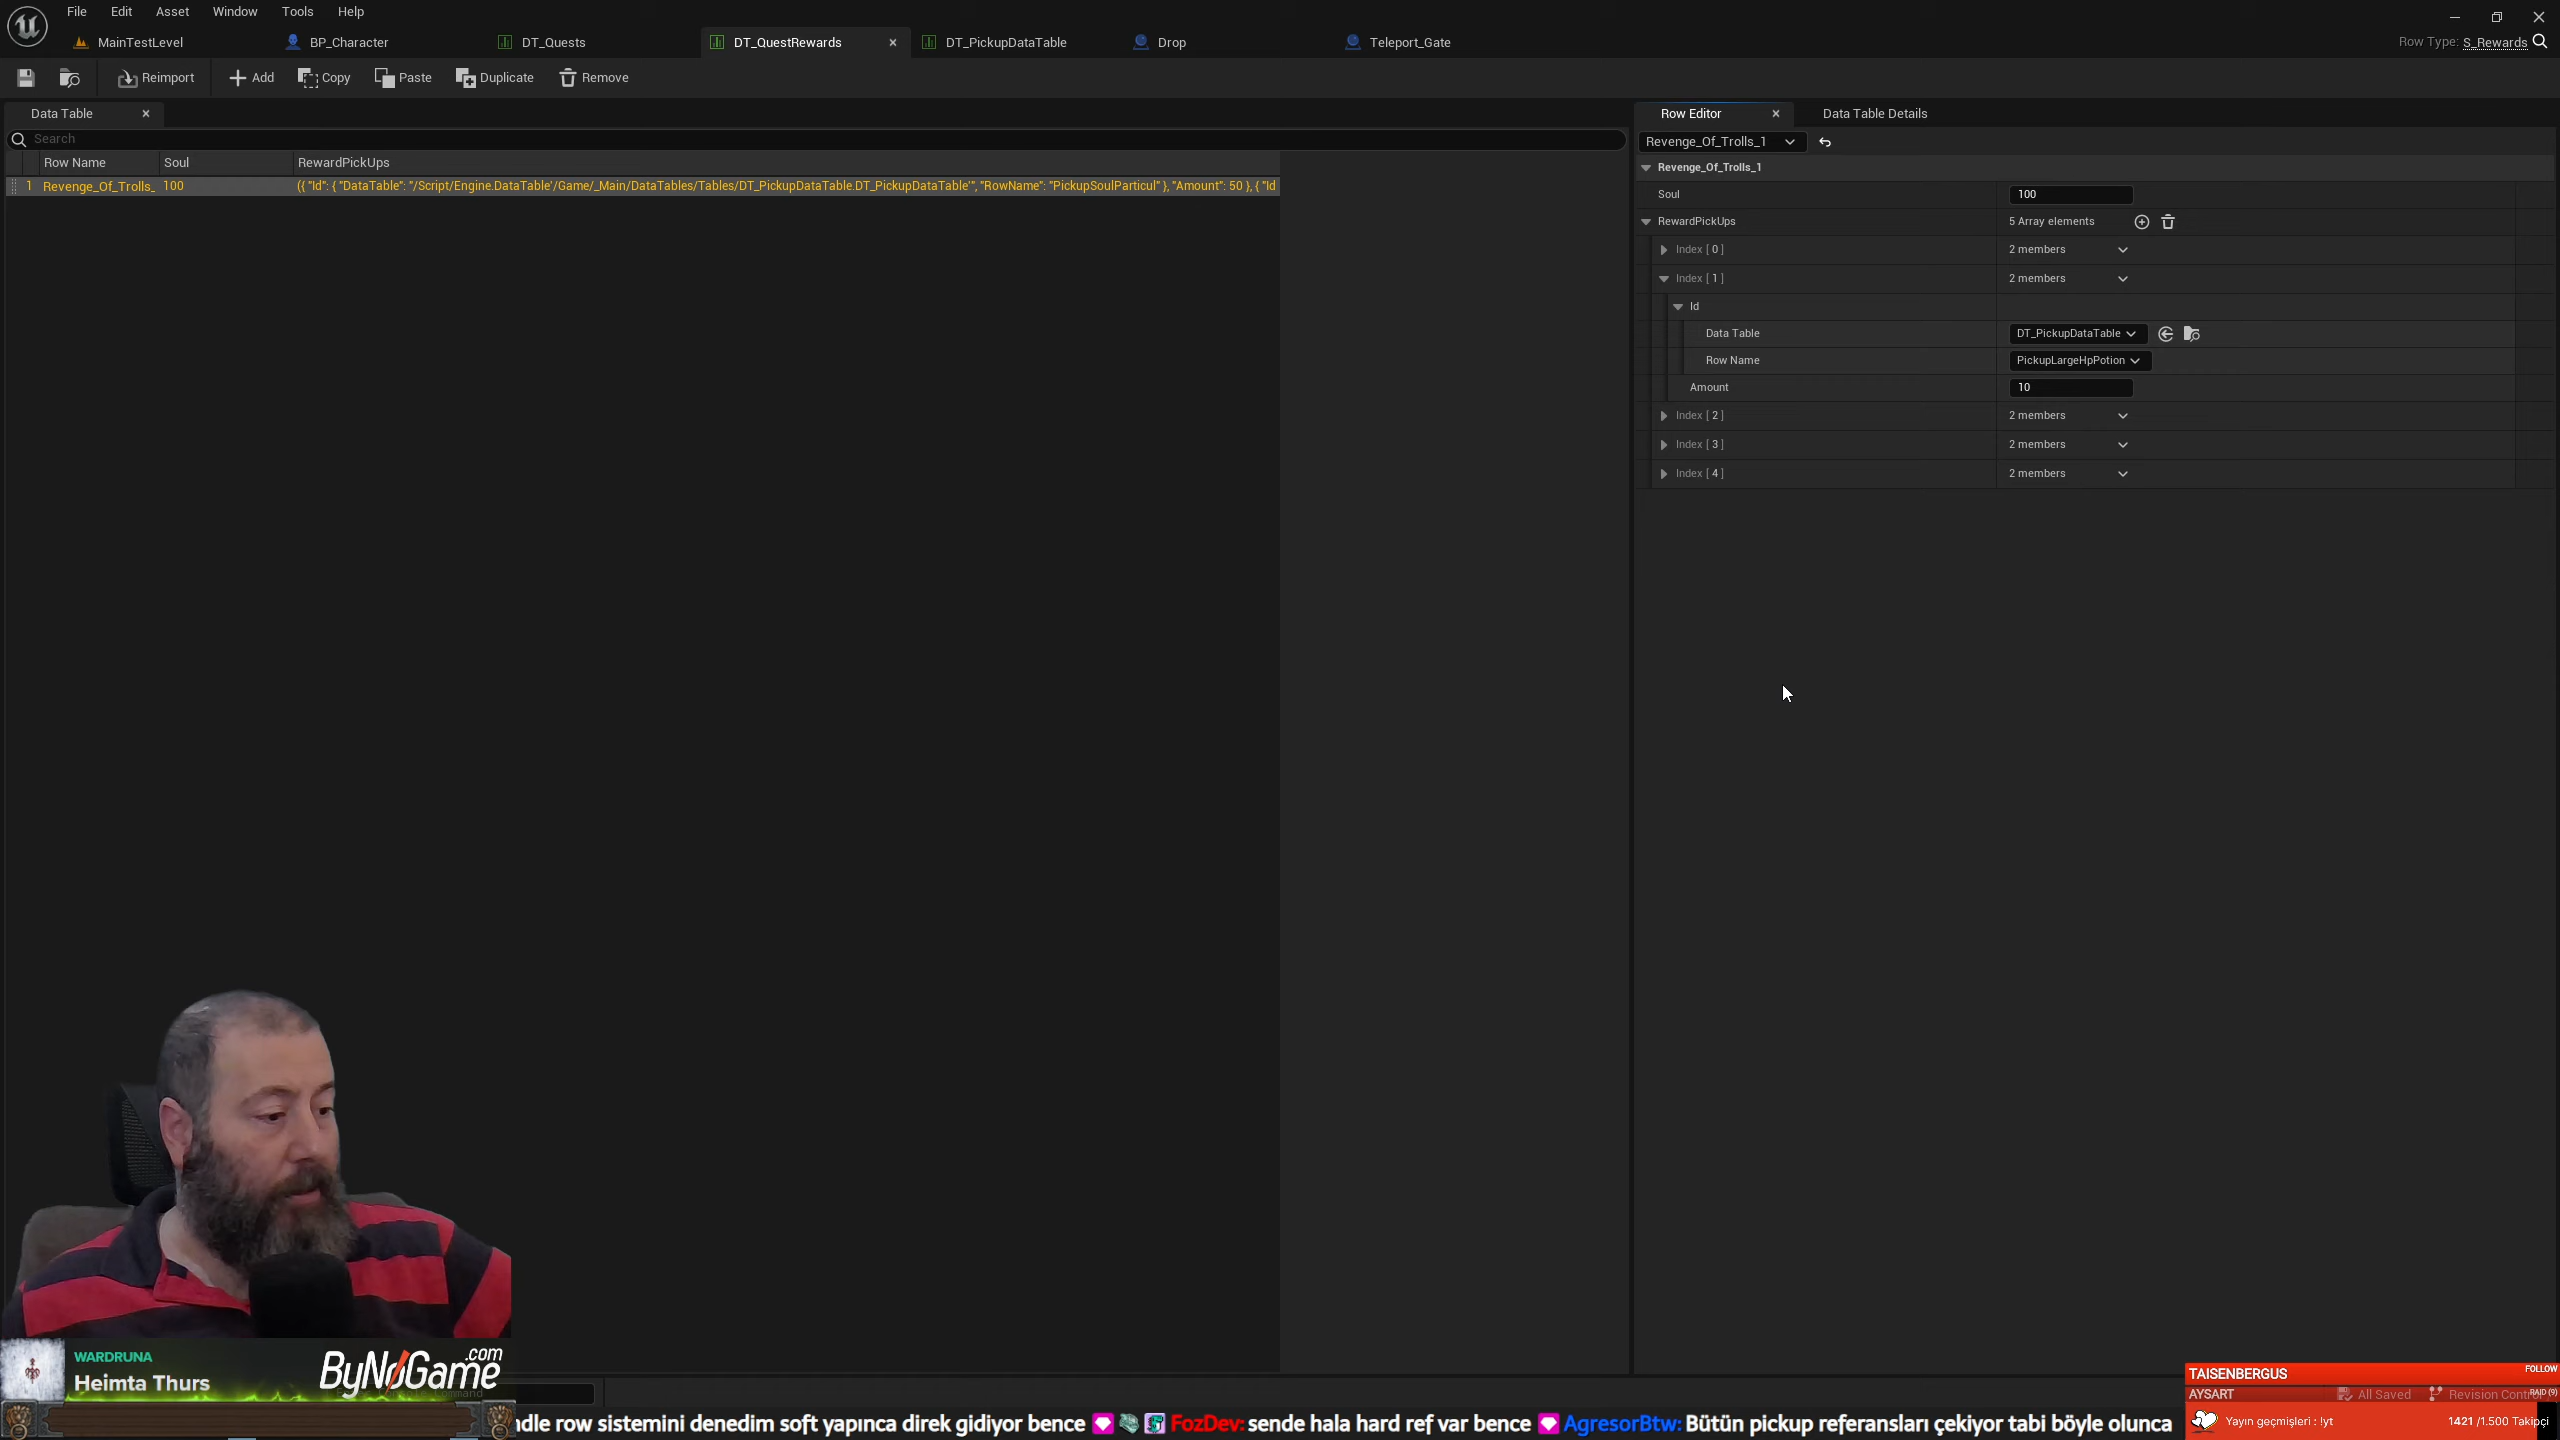 File Edit Asset Window Tools Help
MainTestLevel BP_Character DT_Quests DT_QuestRewards DT_PickupDataTable Drop Teleport_Gate Row Type: S_Rewards
Reimport Add Copy Paste Duplicate Remove
Data Table
Search
Row Name Soul RewardPickUps
1 Revenge_Of_Trolls_ 100 ({ "Id": { "DataTable": "/Script/Engine.DataTable'/Game/_Main/DataTables/Tables/DT_PickupDataTable.DT_PickupDataTable'", "RowName": "PickupSoulParticul" }, "Amount": 50 }, { "Id
Row Editor Data Table Details
Revenge_Of_Trolls_1
Revenge_Of_Trolls_1
Soul 100
RewardPickUps 5 Array elements
Index [ 0 ] 2 members
Index [ 1 ] 2 members
Id
Data Table DT_PickupDataTable
Row Name PickupLargeHpPotion
Amount 10
Index [ 2 ] 2 members
Index [ 3 ] 2 members
Index [ 4 ] 2 members
WARDRUNA
Heimta Thurs
ByNoGame.com
Command
TAISENBERGUS FOLLOW
AYSART RAID (9)
All Saved Revision Control
ndle row sistemini denedim soft yapınca direk gidiyor bence FozDev: sende hala hard ref var bence AgresorBtw: Bütün pickup referansları çekiyor tabi böyle olunca
Yayın geçmişleri : !yt 1421 /1.500 Takipçi